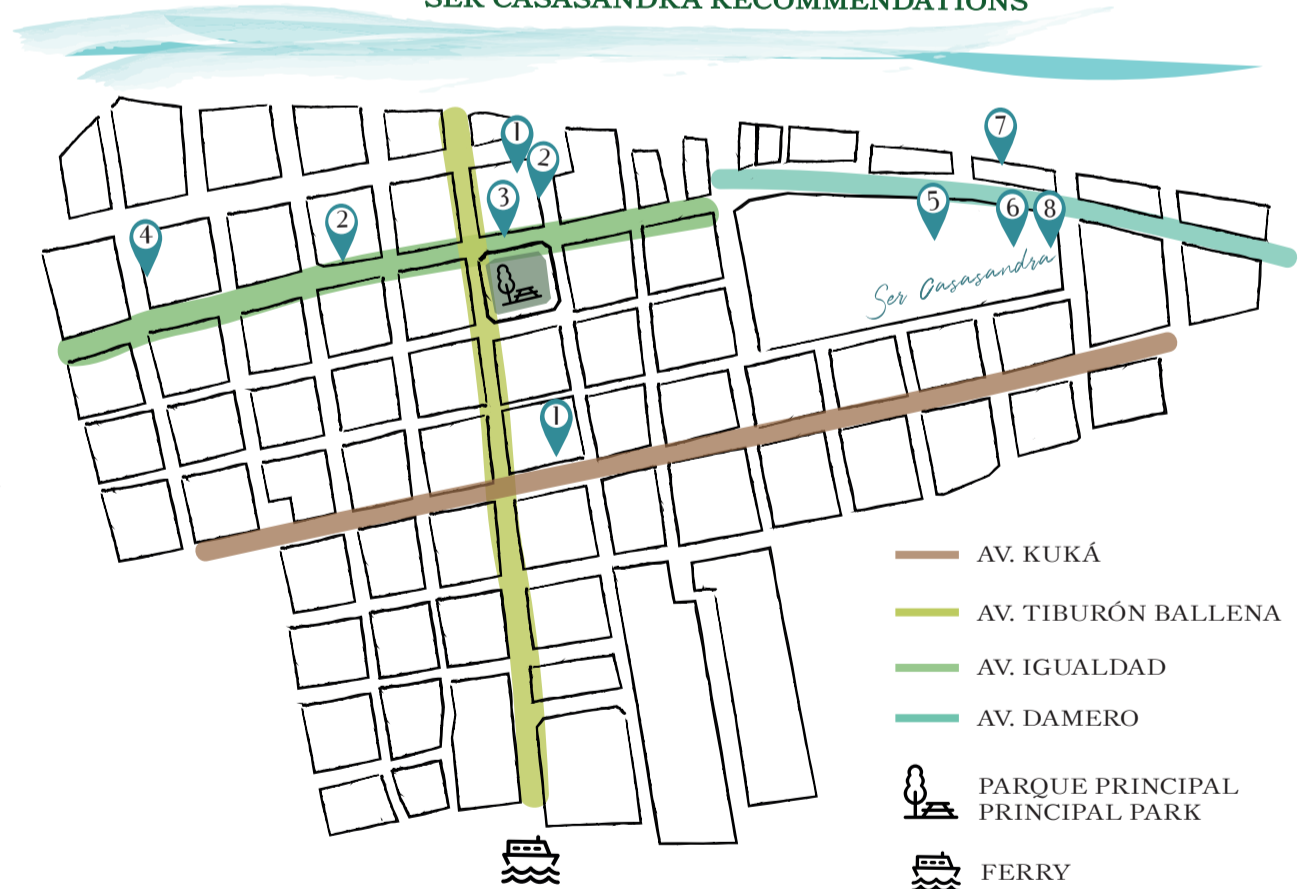 SER CASASANDRA RECOMMENDATIONS
1
2
7
3
5
6
8
2
4
Ser Casasandra
1
AV. KUKÁ
AV. TIBURÓN BALLENA
AV. IGUALDAD
AV. DAMERO
PARQUE PRINCIPAL
PRINCIPAL PARK
FERRY